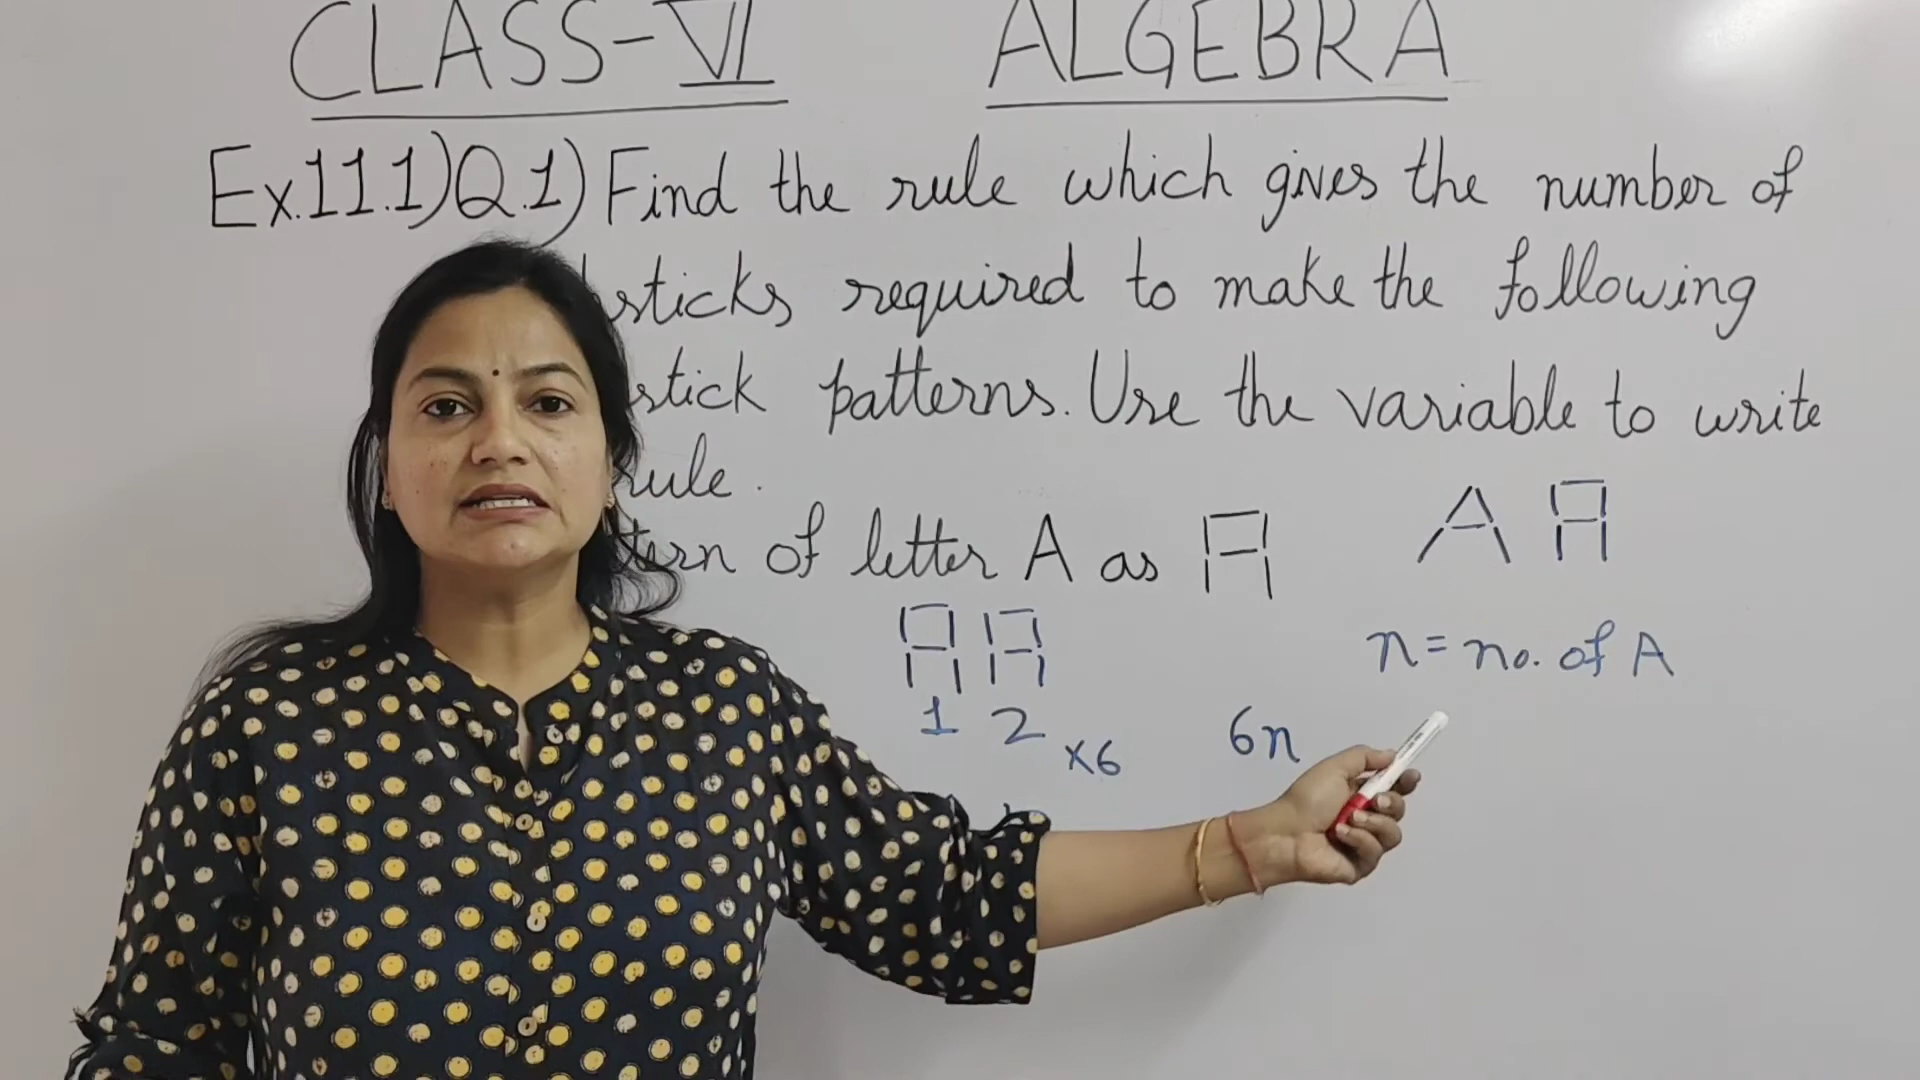 CLASS-VI ALGEBRA
Ex.11.1) Q.1) Find the rule which gives the number of
sticks required to make the following
stick patterns. Use the variable to write
rule.
of letter A as A A A
A A n = no. of A
1 2 ×6 6n